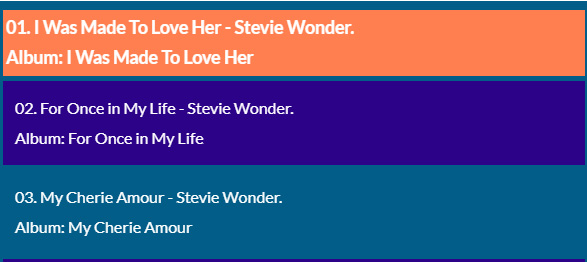 01. I Was Made To Love Her - Stevie Wonder.
Album: I Was Made To Love Her
02. For Once in My Life - Stevie Wonder.
Album: For Once in My Life
03. My Cherie Amour - Stevie Wonder.
Album: My Cherie Amour